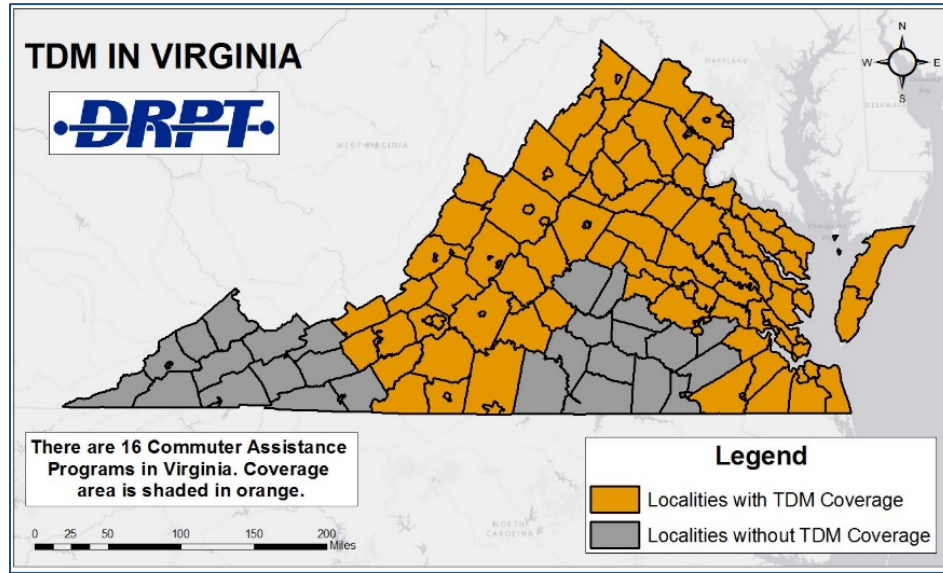 TDM IN VIRGINIA
DRPT
N
W
E
S
MARYLAND
DELAWARE
WEST VIRGINIA
There are 16 Commuter Assistance
Programs in Virginia. Coverage
area is shaded in orange.
0 25 50 100 150 200
Miles
NORTH
CAROLINA
Legend
Localities with TDM Coverage
Localities without TDM Coverage